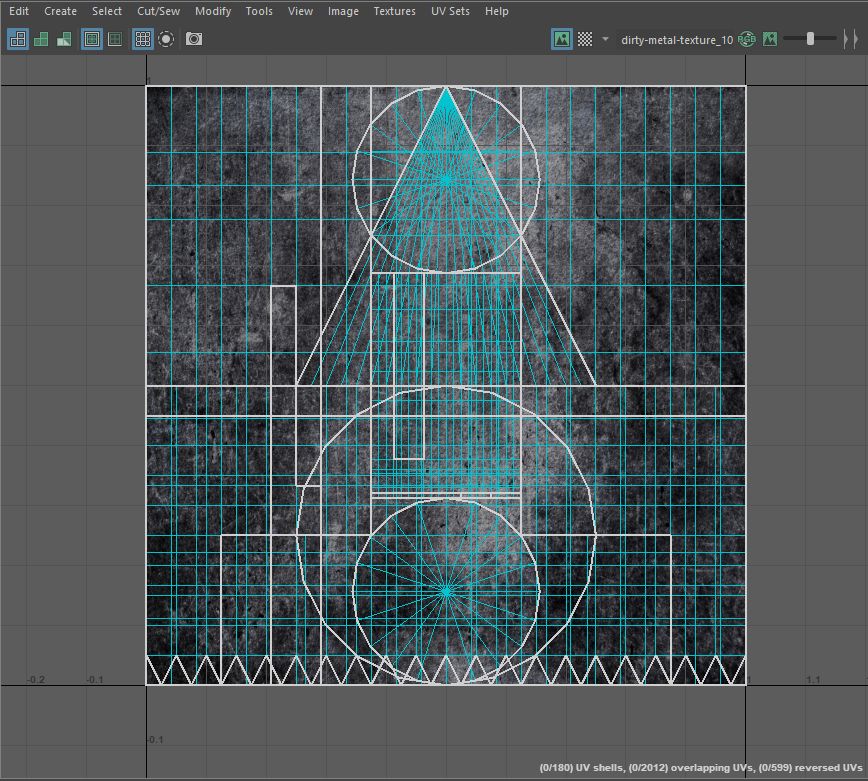 Edit Create Select Cut/Sew Modify Tools View Image Textures UV Sets Help
dirty-metal-texture_10 RGB
1
-0.2 -0.1 1 1.1
-0.1
(0/180) UV shells, (0/2012) overlapping UVs, (0/599) reversed UVs